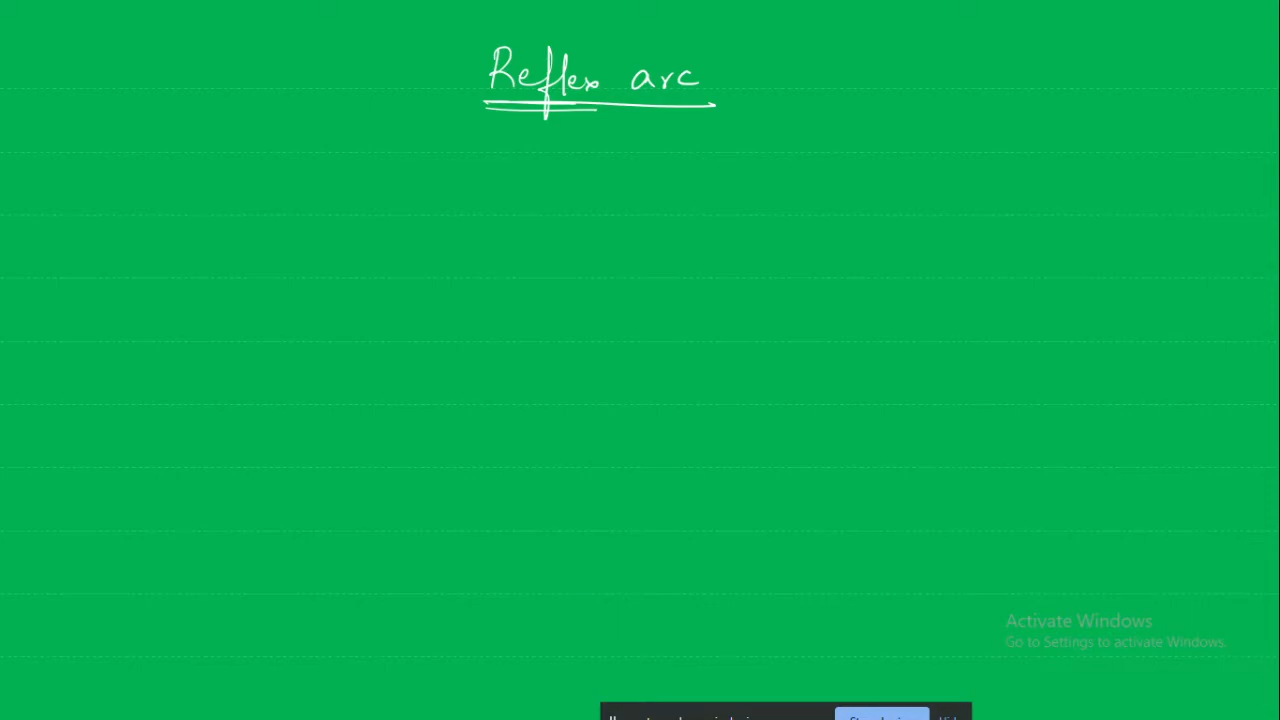 Reflex arc
Activate Windows
Go to Settings to activate Windows.